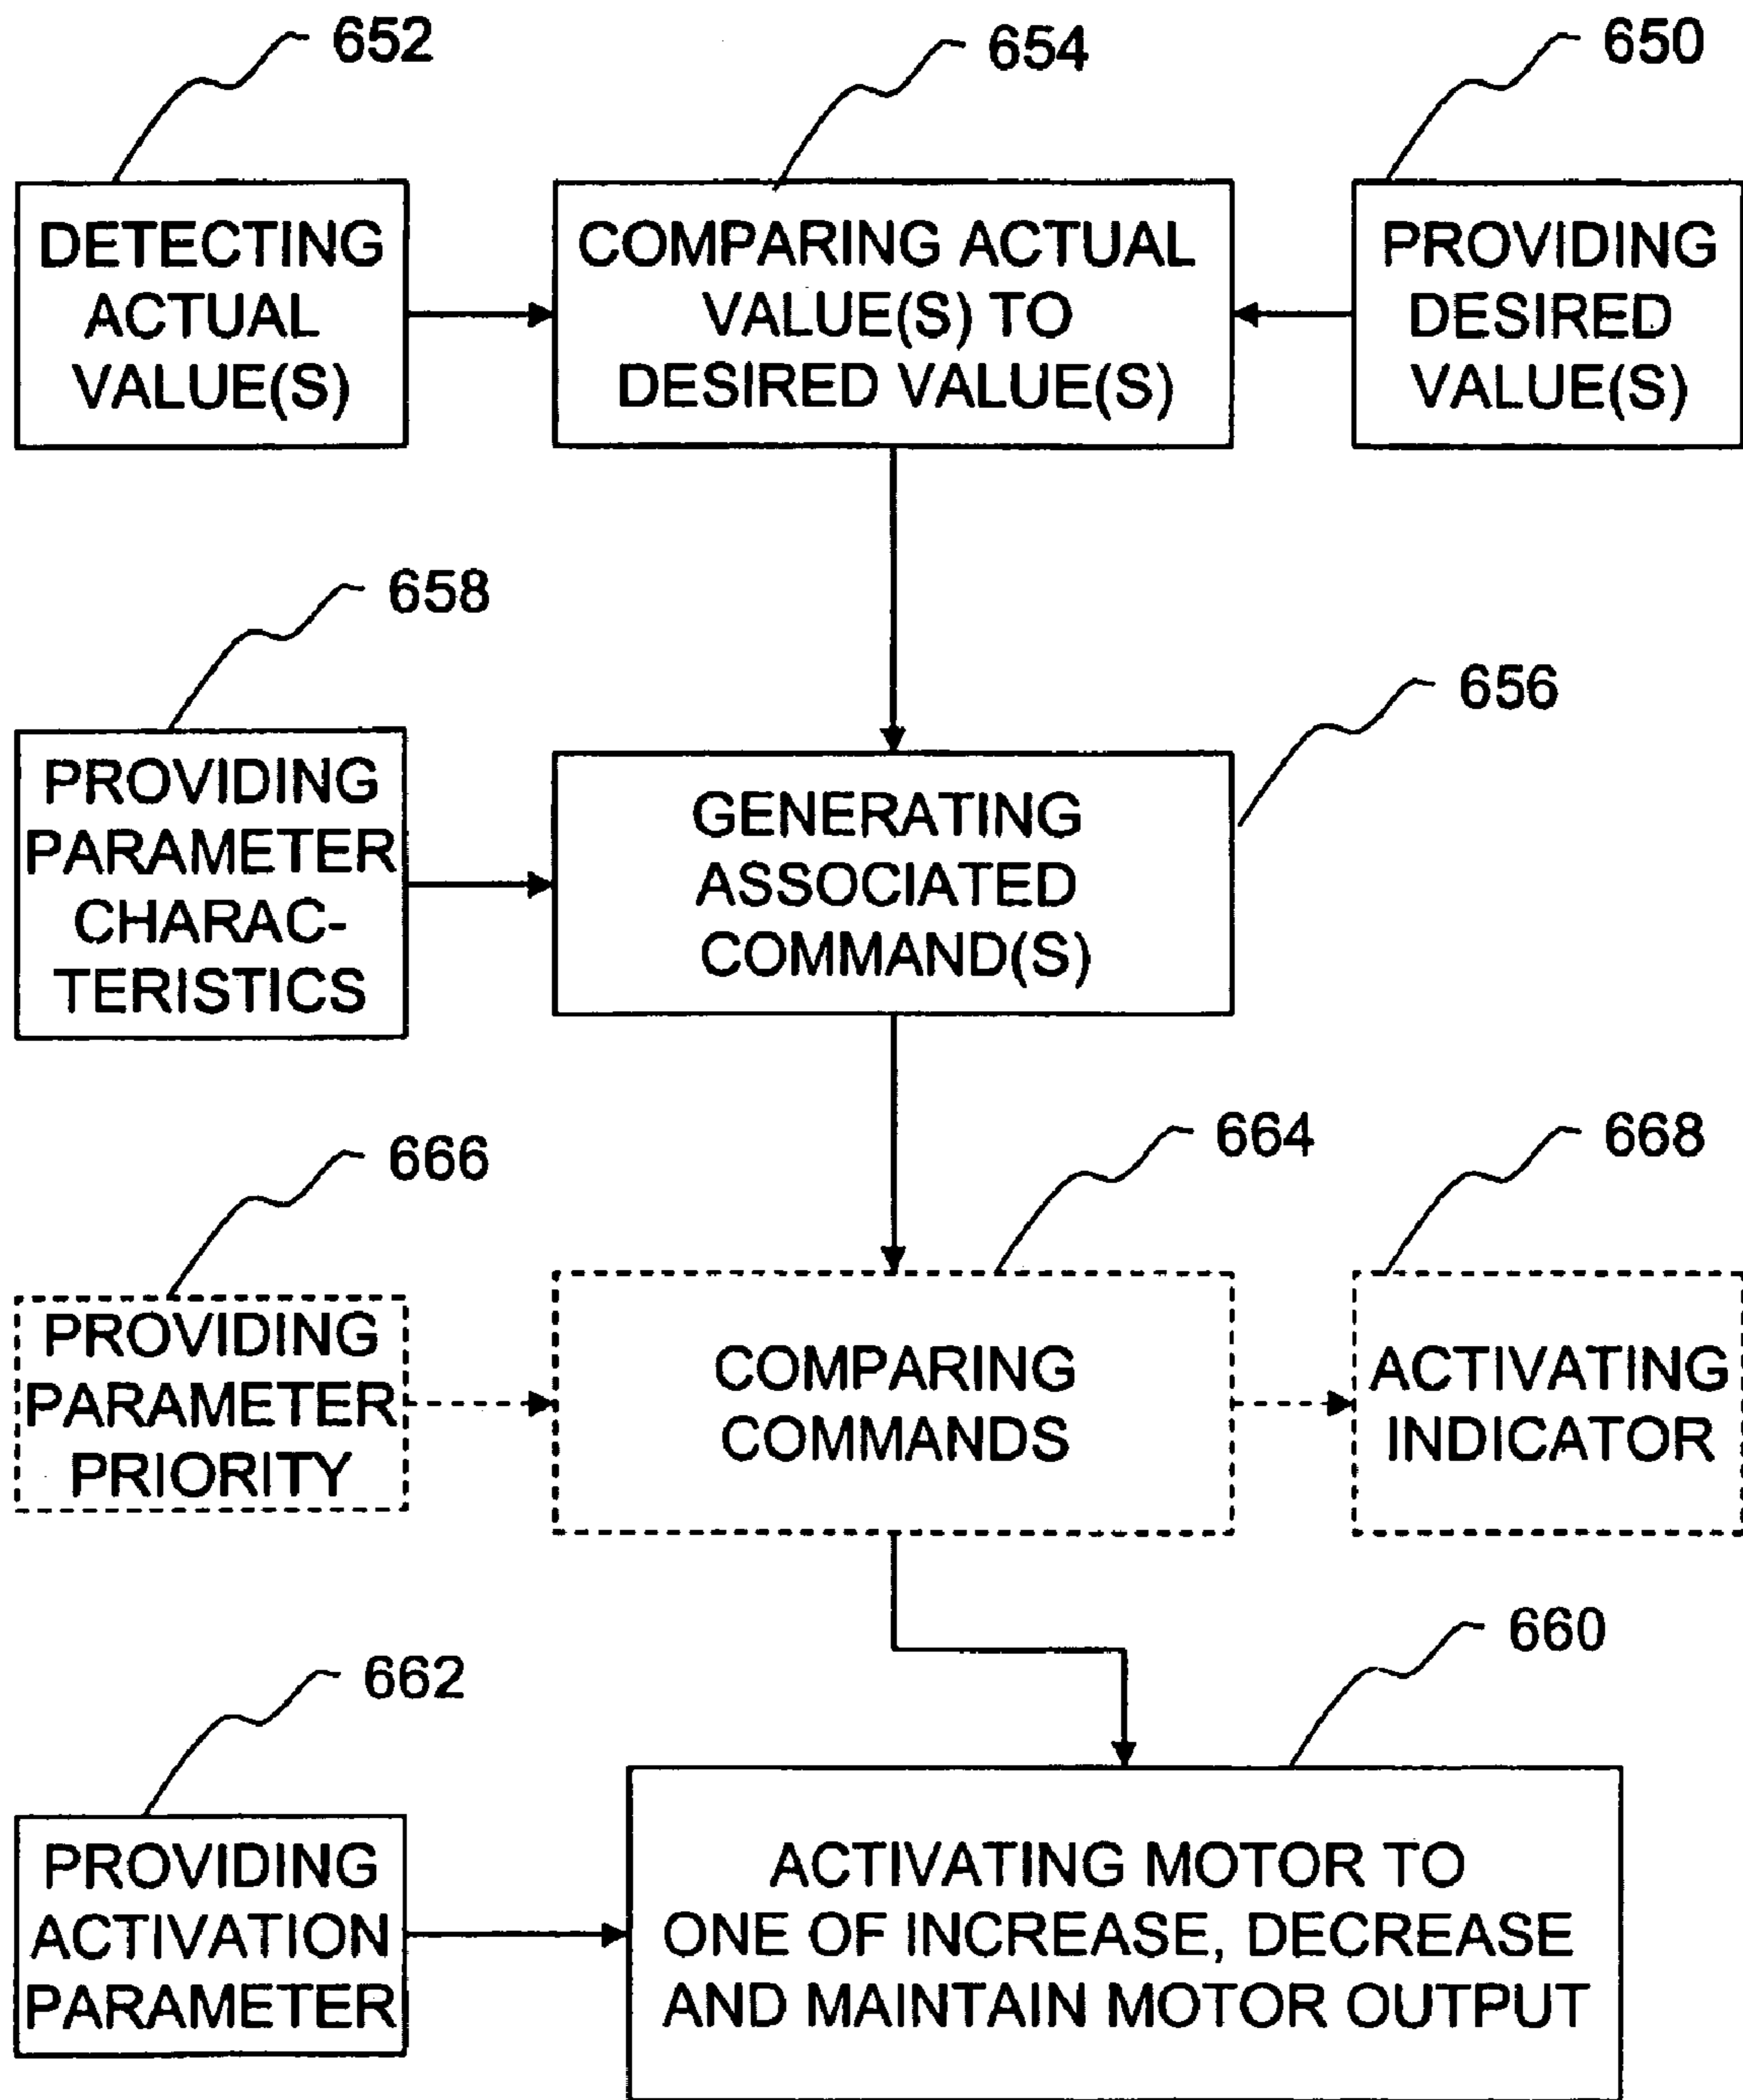 652
654
650
DETECTING
ACTUAL
VALUE(S)
COMPARING ACTUAL
VALUE(S) TO
DESIRED VALUE(S)
PROVIDING
DESIRED
VALUE(S)
658
656
PROVIDING
PARAMETER
CHARAC-
TERISTICS
GENERATING
ASSOCIATED
COMMAND(S)
666
664
668
PROVIDING
PARAMETER
PRIORITY
COMPARING
COMMANDS
ACTIVATING
INDICATOR
662
660
PROVIDING
ACTIVATION
PARAMETER
ACTIVATING MOTOR TO
ONE OF INCREASE, DECREASE
AND MAINTAIN MOTOR OUTPUT